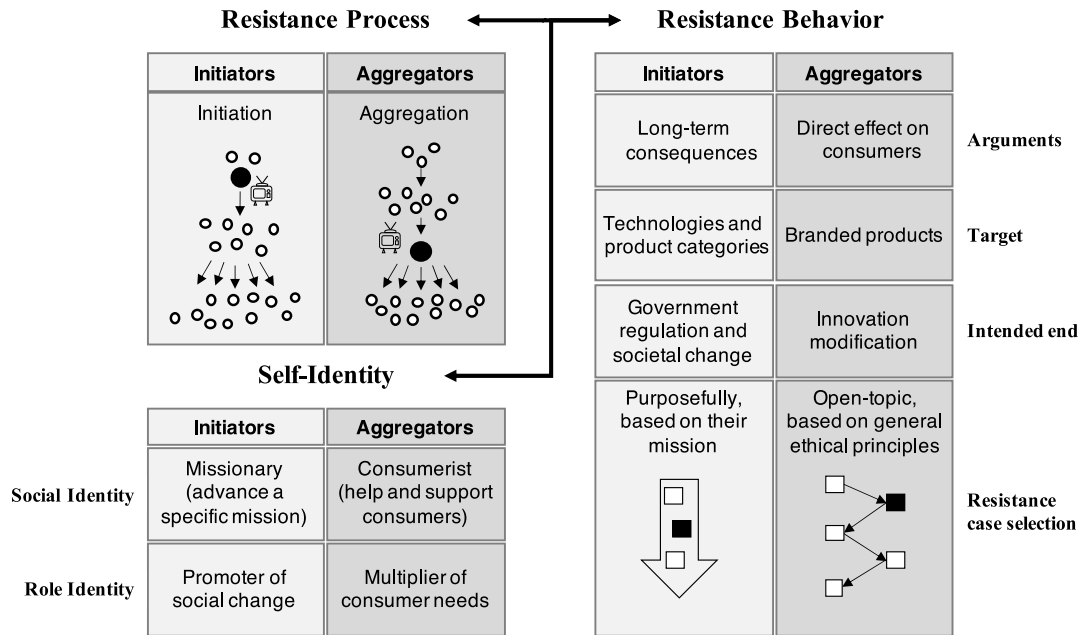 Resistance Process
Initiators
Aggregators
Initiation
Aggregation
Self-Identity
Initiators
Aggregators
Social Identity
Missionary
(advance a
specific mission)
Consumerist
(help and support
consumers)
Role Identity
Promoter of
social change
Multiplier of
consumer needs
Resistance Behavior
Initiators
Aggregators
Long-term
consequences
Direct effect on
consumers
Arguments
Technologies and
product categories
Branded products
Target
Government
regulation and
societal change
Innovation
modification
Intended end
Purposefully,
based on their
mission
Open-topic,
based on general
ethical principles
Resistance
case selection